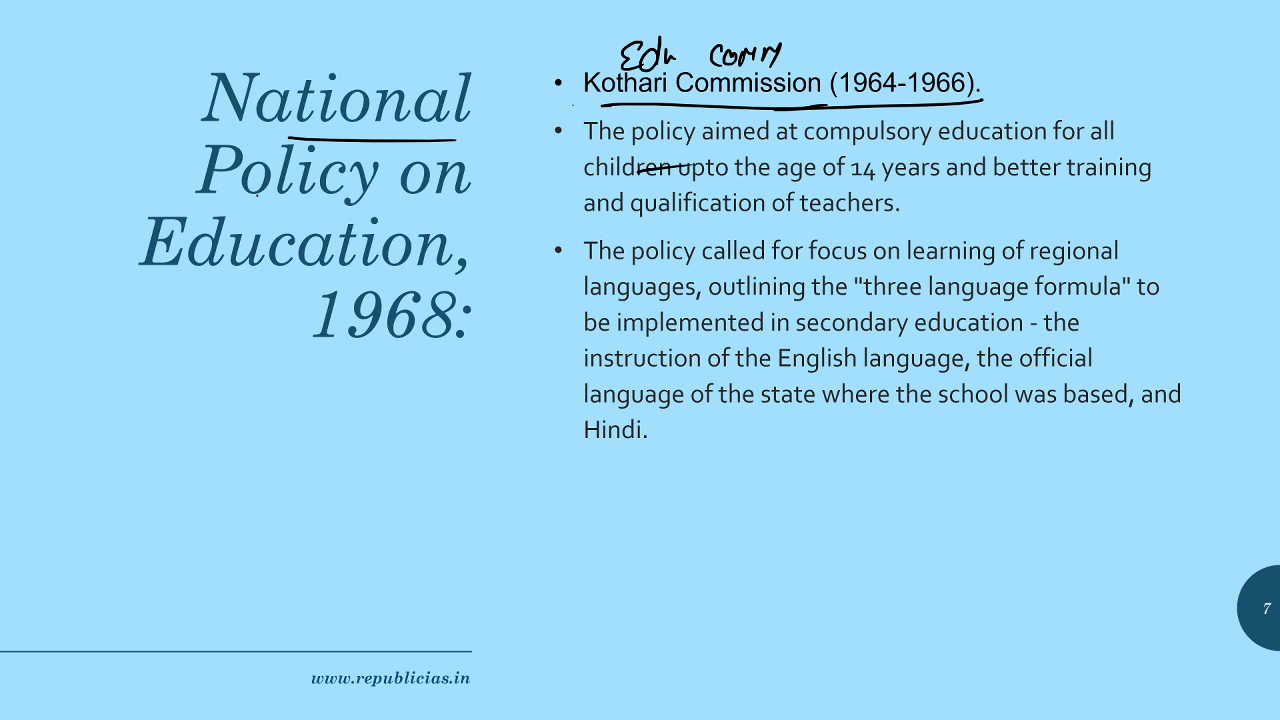 National
Policy on
Education,
1968:
Edu comm
• Kothari Commission (1964-1966).
• The policy aimed at compulsory education for all
children upto the age of 14 years and better training
and qualification of teachers.
• The policy called for focus on learning of regional
languages, outlining the "three language formula" to
be implemented in secondary education - the
instruction of the English language, the official
language of the state where the school was based, and
Hindi.
7
www.republicias.in